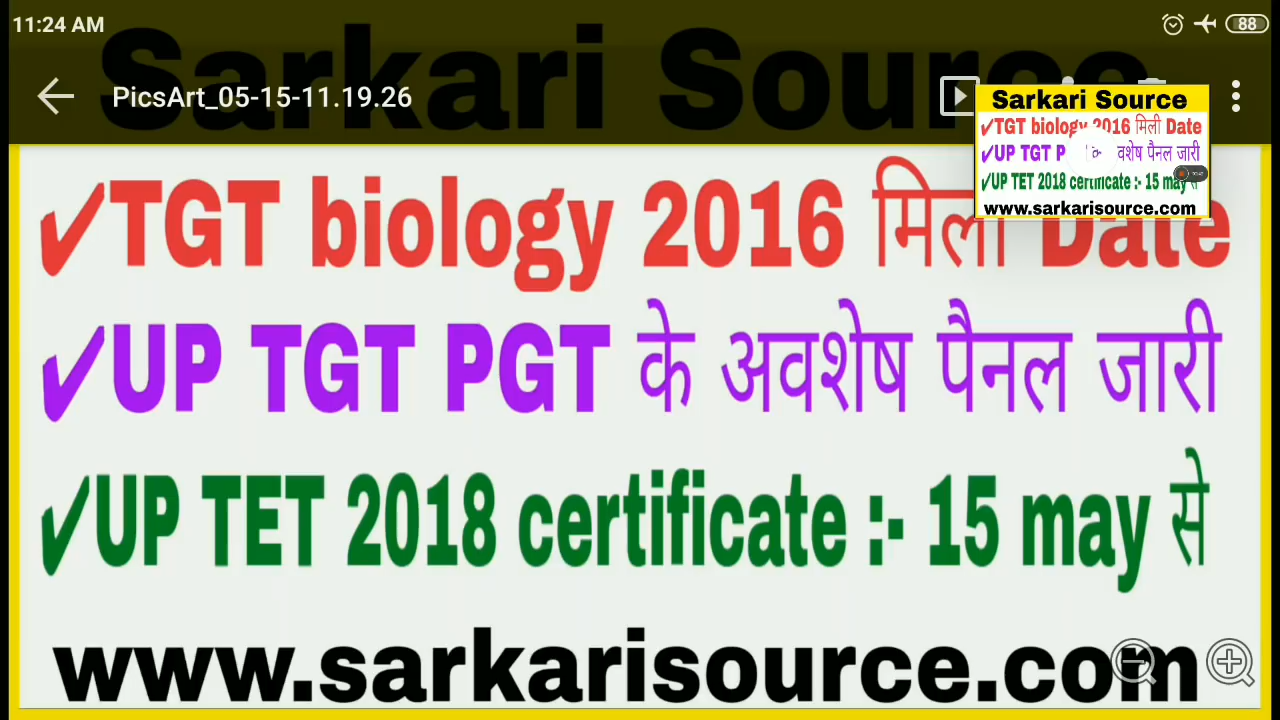 11:24 AM
88
Sarkari Source
PicsArt_05-15-11.19.26
Sarkari Source
✓TGT biology 2016 मिली Date
✓UP TGT P अवशेष पैनल जारी
✓UP TET 2018 certificate :- 15 may से
www.sarkarisource.com
✓TGT biology 2016 मिली Date
✓UP TGT PGT के अवशेष पैनल जारी
✓UP TET 2018 certificate :- 15 may से
www.sarkarisource.com